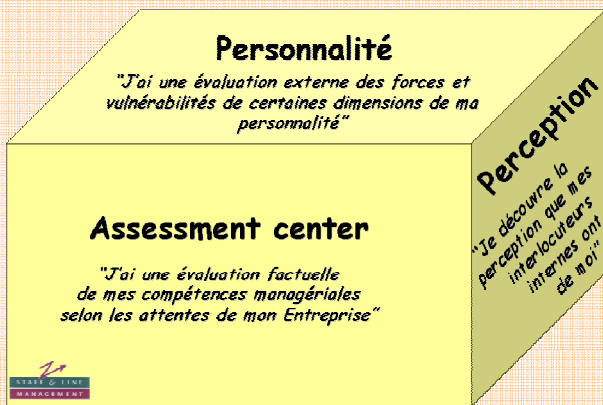 Personnalité
"J'ai une évaluation externe des forces et
vulnérabilités de certaines dimensions de ma
personnalité"
Perception
"Je découvre la
perception que mes
interlocuteurs
internes ont
de moi"
Assessment center
"J'ai une évaluation factuelle
de mes compétences managériales
selon les attentes de mon Entreprise"
STAFF & LINE
MANAGEMENT